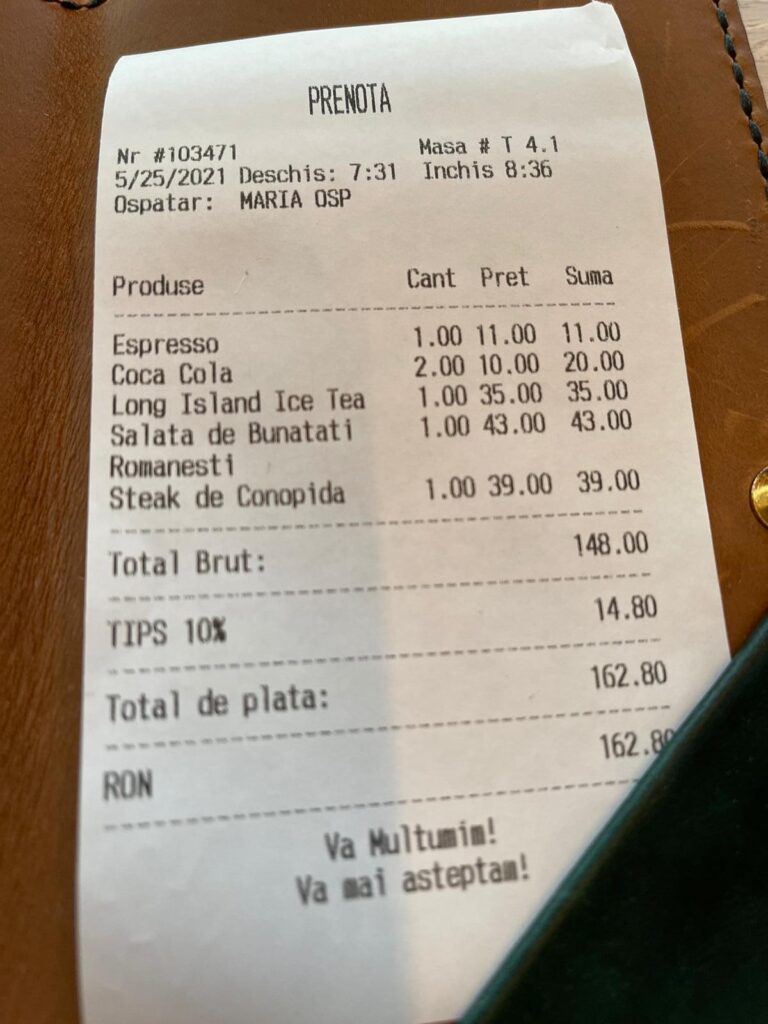 PRENOTA
Nr #103471 Masa # T 4.1
5/25/2021 Deschis: 7:31 Inchis 8:36
Ospatar: MARIA OSP
Produse Cant Pret Suma
Espresso 1.00 11.00 11.00
Coca Cola 2.00 10.00 20.00
Long Island Ice Tea 1.00 35.00 35.00
Salata de Bunatati 1.00 43.00 43.00
Romanesti
Steak de Conopida 1.00 39.00 39.00
Total Brut: 148.00
TIPS 10% 14.80
Total de plata: 162.80
RON 162.80
Va Multumim!
Va mai asteptam!